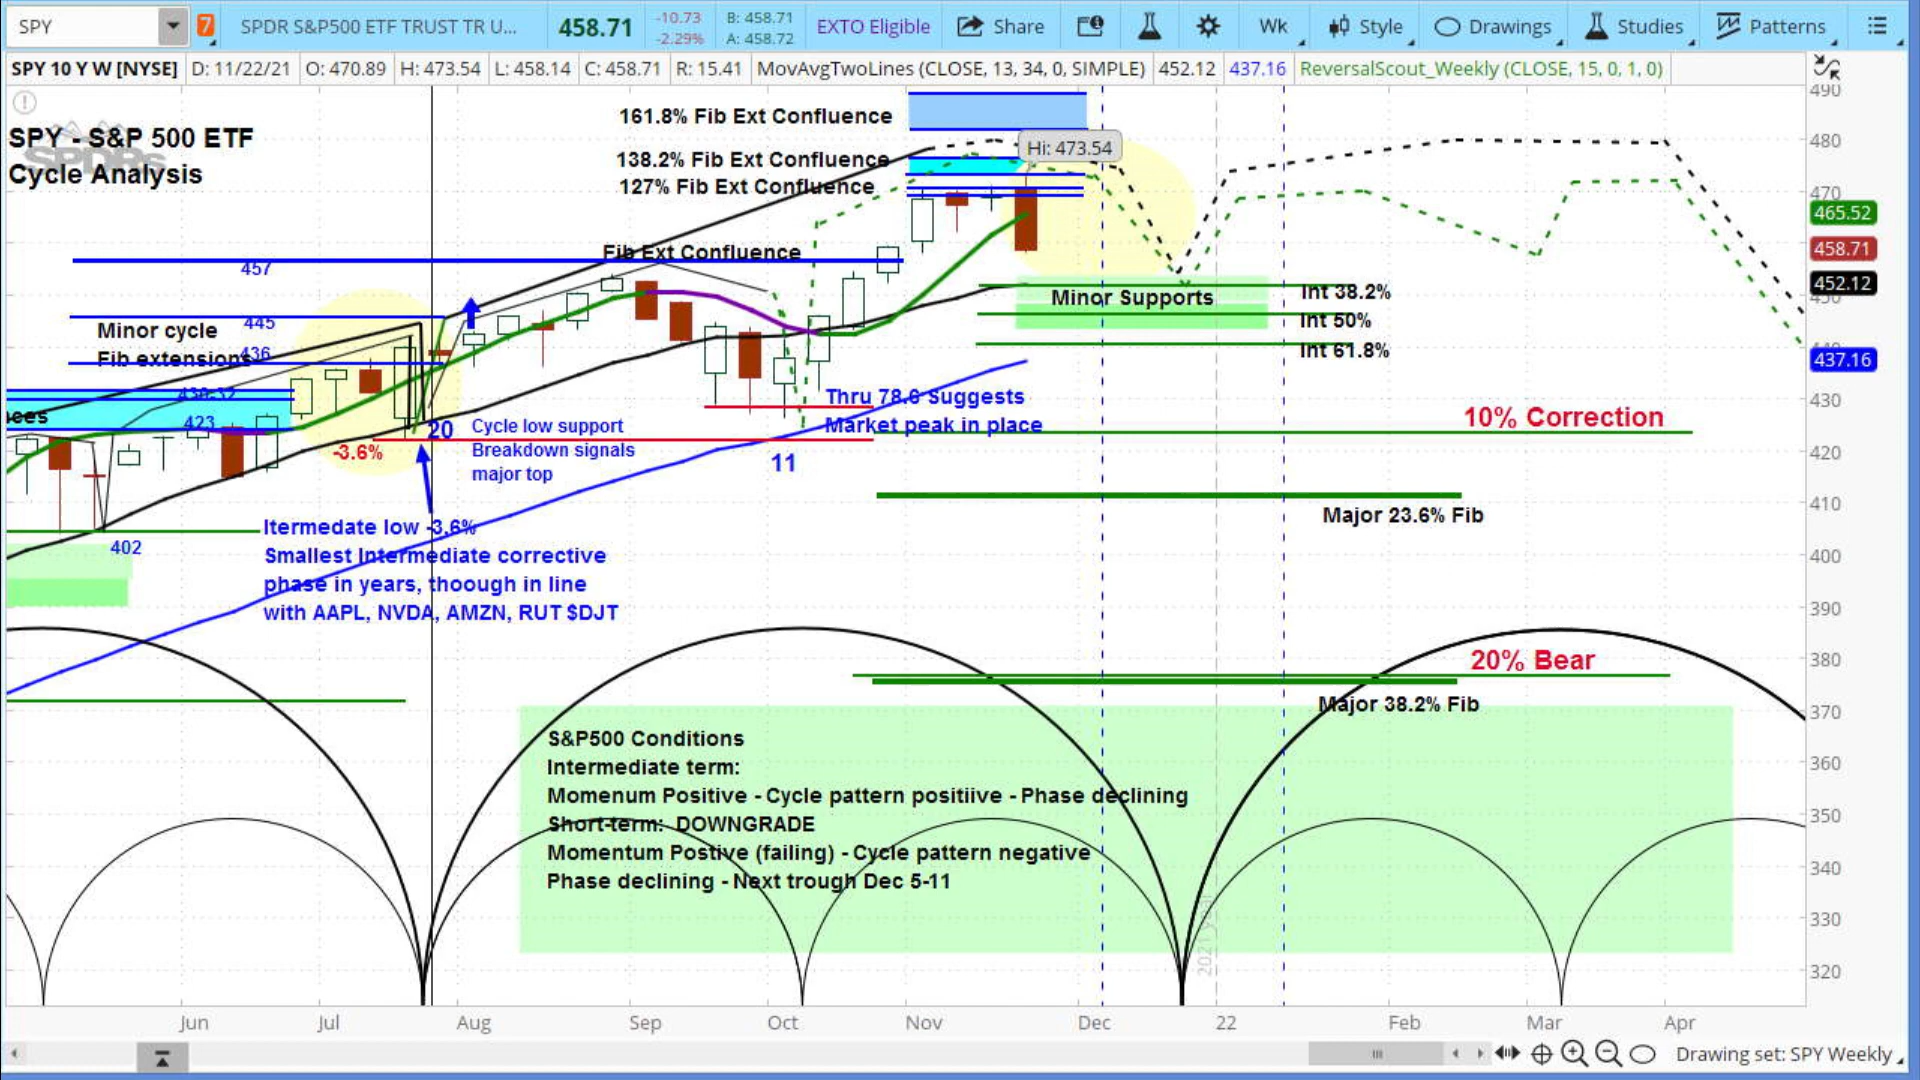 SPY
7
SPDR S&P500 ETF TRUST TR U...
458.71
-10.73
-2.29%
B: 458.71
A: 458.72
EXTO Eligible
Share
Wk
Style
Drawings
Studies
Patterns
SPY 10 Y W [NYSE]
D: 11/22/21
O: 470.89
H: 473.54
L: 458.14
C: 458.71
R: 15.41
MovAvgTwoLines (CLOSE, 13, 34, 0, SIMPLE)
452.12
437.16
ReversalScout_Weekly (CLOSE, 15, 0, 1, 0)
SPY - S&P 500 ETF
SPDRs
Cycle Analysis
161.8% Fib Ext Confluence
138.2% Fib Ext Confluence
127% Fib Ext Confluence
Hi: 473.54
Fib Ext Confluence
457
445
436
430-32
423
Minor cycle
Fib extensions
nces
-3.6%
20
Cycle low support
Breakdown signals
major top
11
Thru 78.6 Suggests
Market peak in place
Minor Supports
Int 38.2%
Int 50%
Int 61.8%
10% Correction
Major 23.6% Fib
402
Itermedate low -3.6%
Smallest Intermediate corrective
phase in years, thoough in line
with AAPL, NVDA, AMZN, RUT $DJT
20% Bear
Major 38.2% Fib
S&P500 Conditions
Intermediate term:
Momenum Positive - Cycle pattern positiive - Phase declining
Short-term: DOWNGRADE
Momentum Postive (failing) - Cycle pattern negative
Phase declining - Next trough Dec 5-11
2021 year
490
480
470
465.52
458.71
452.12
450
440
437.16
430
420
410
400
390
380
370
360
350
340
330
320
Jun
Jul
Aug
Sep
Oct
Nov
Dec
22
Feb
Mar
Apr
Drawing set: SPY Weekly